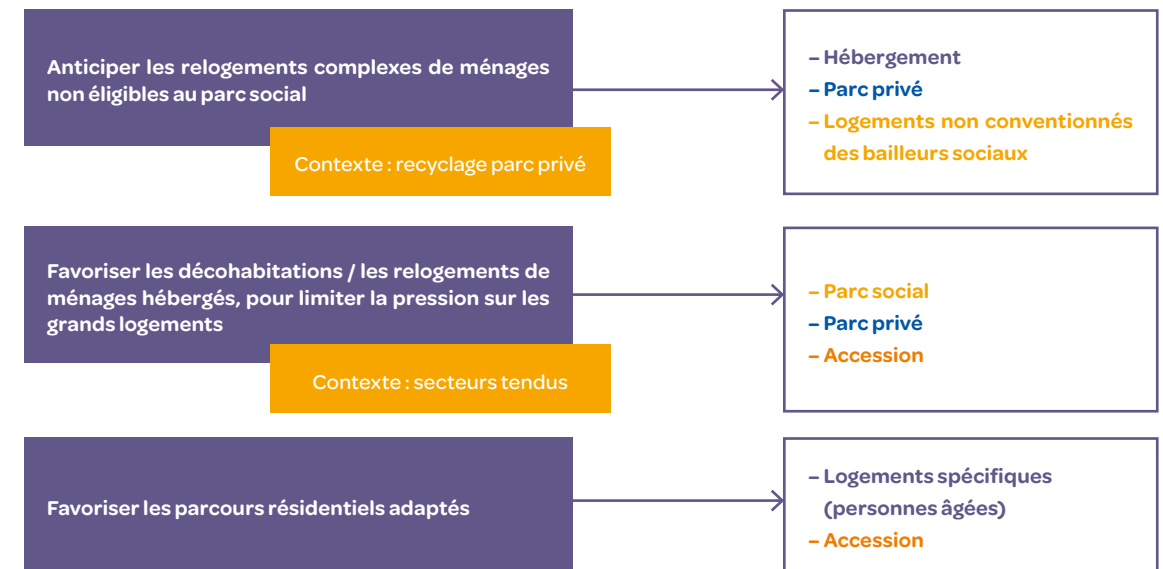 Anticiper les relogements complexes de ménages
non éligibles au parc social
Contexte : recyclage parc privé
– Hébergement
– Parc privé
– Logements non conventionnés
des bailleurs sociaux
Favoriser les décohabitations / les relogements de
ménages hébergés, pour limiter la pression sur les
grands logements
Contexte : secteurs tendus
– Parc social
– Parc privé
– Accession
Favoriser les parcours résidentiels adaptés
– Logements spécifiques
(personnes âgées)
– Accession